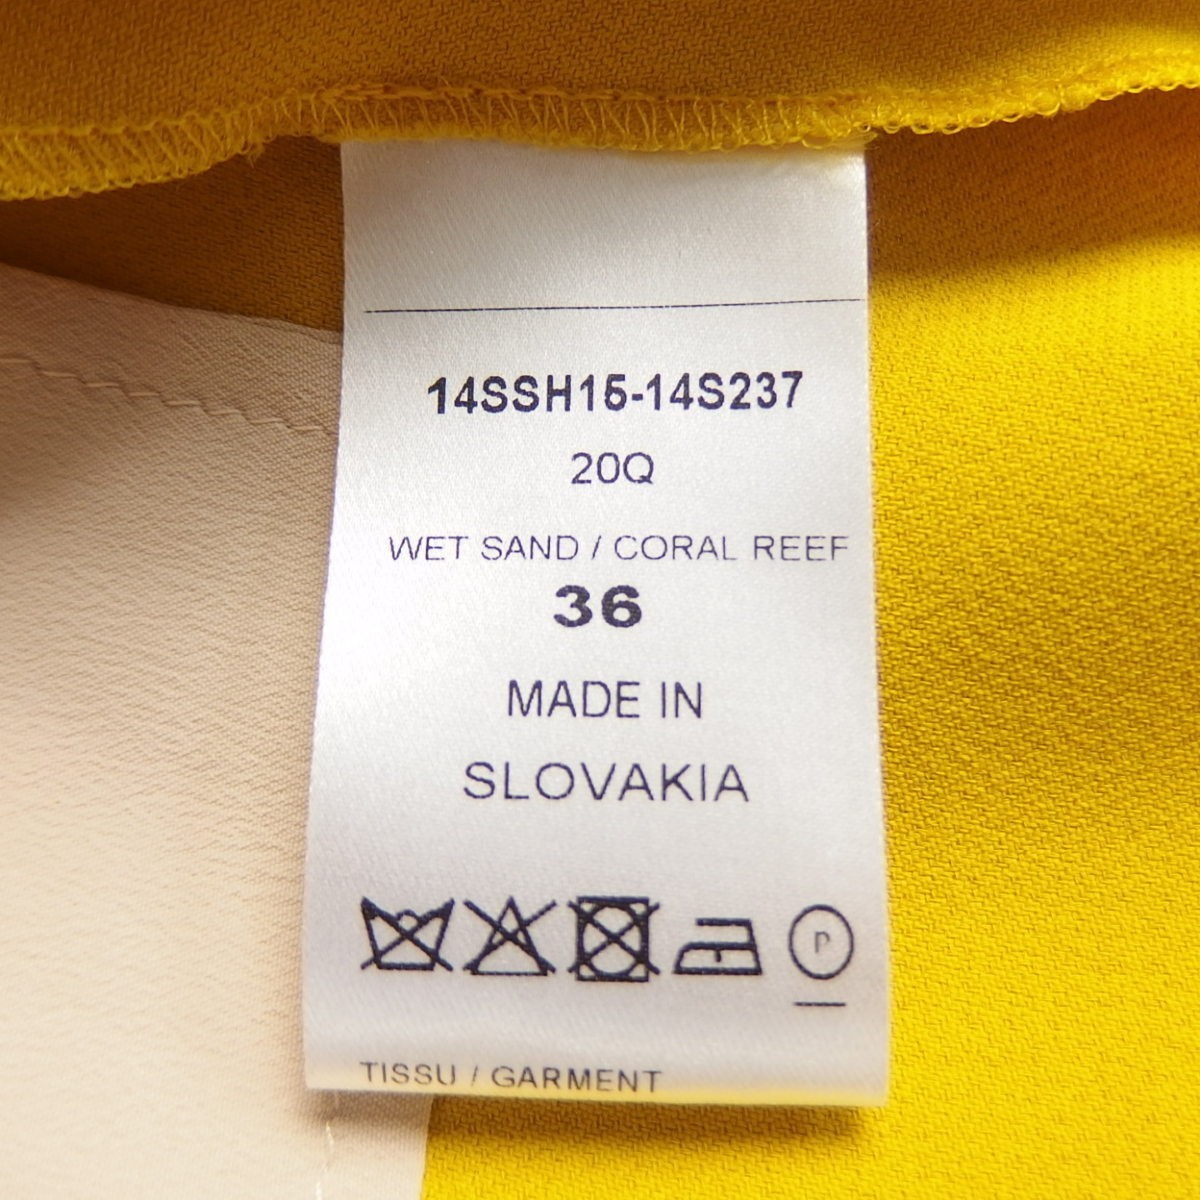 14SSH15-14S237
20Q
WET SAND / CORAL REEF
36
MADE IN
SLOVAKIA
P
TISSU / GARMENT